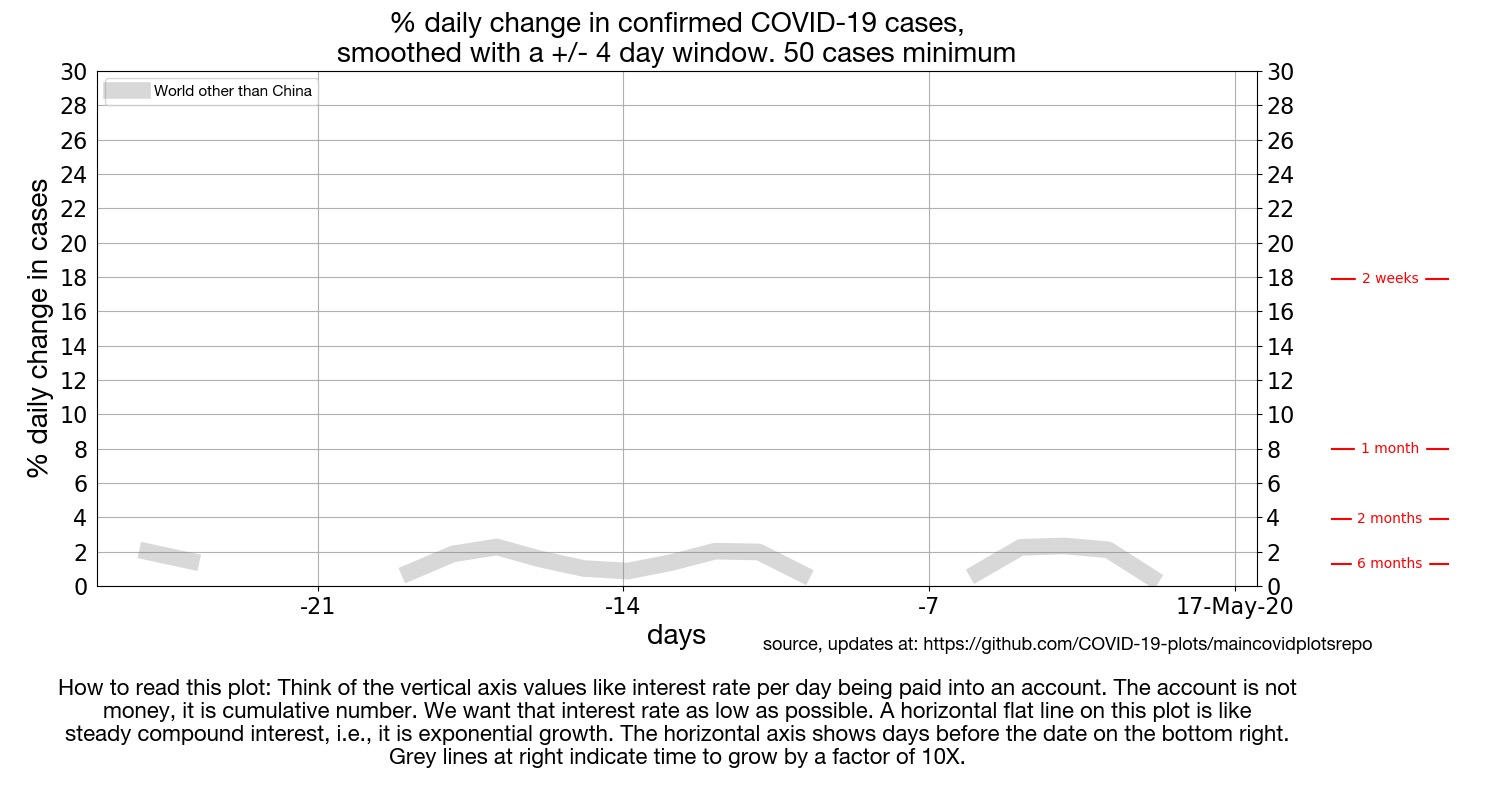 % daily change in confirmed COVID-19 cases,
smoothed with a +/- 4 day window. 50 cases minimum
World other than China
% daily change in cases
30
28
26
24
22
20
18
16
14
12
10
8
6
4
2
0
30
28
26
24
22
20
18
16
14
12
10
8
6
4
2
0
2 weeks
1 month
2 months
6 months
-21
-14
-7
17-May-20
days
source, updates at: https://github.com/COVID-19-plots/maincovidplotsrepo
How to read this plot: Think of the vertical axis values like interest rate per day being paid into an account. The account is not
money, it is cumulative number. We want that interest rate as low as possible. A horizontal flat line on this plot is like
steady compound interest, i.e., it is exponential growth. The horizontal axis shows days before the date on the bottom right.
Grey lines at right indicate time to grow by a factor of 10X.